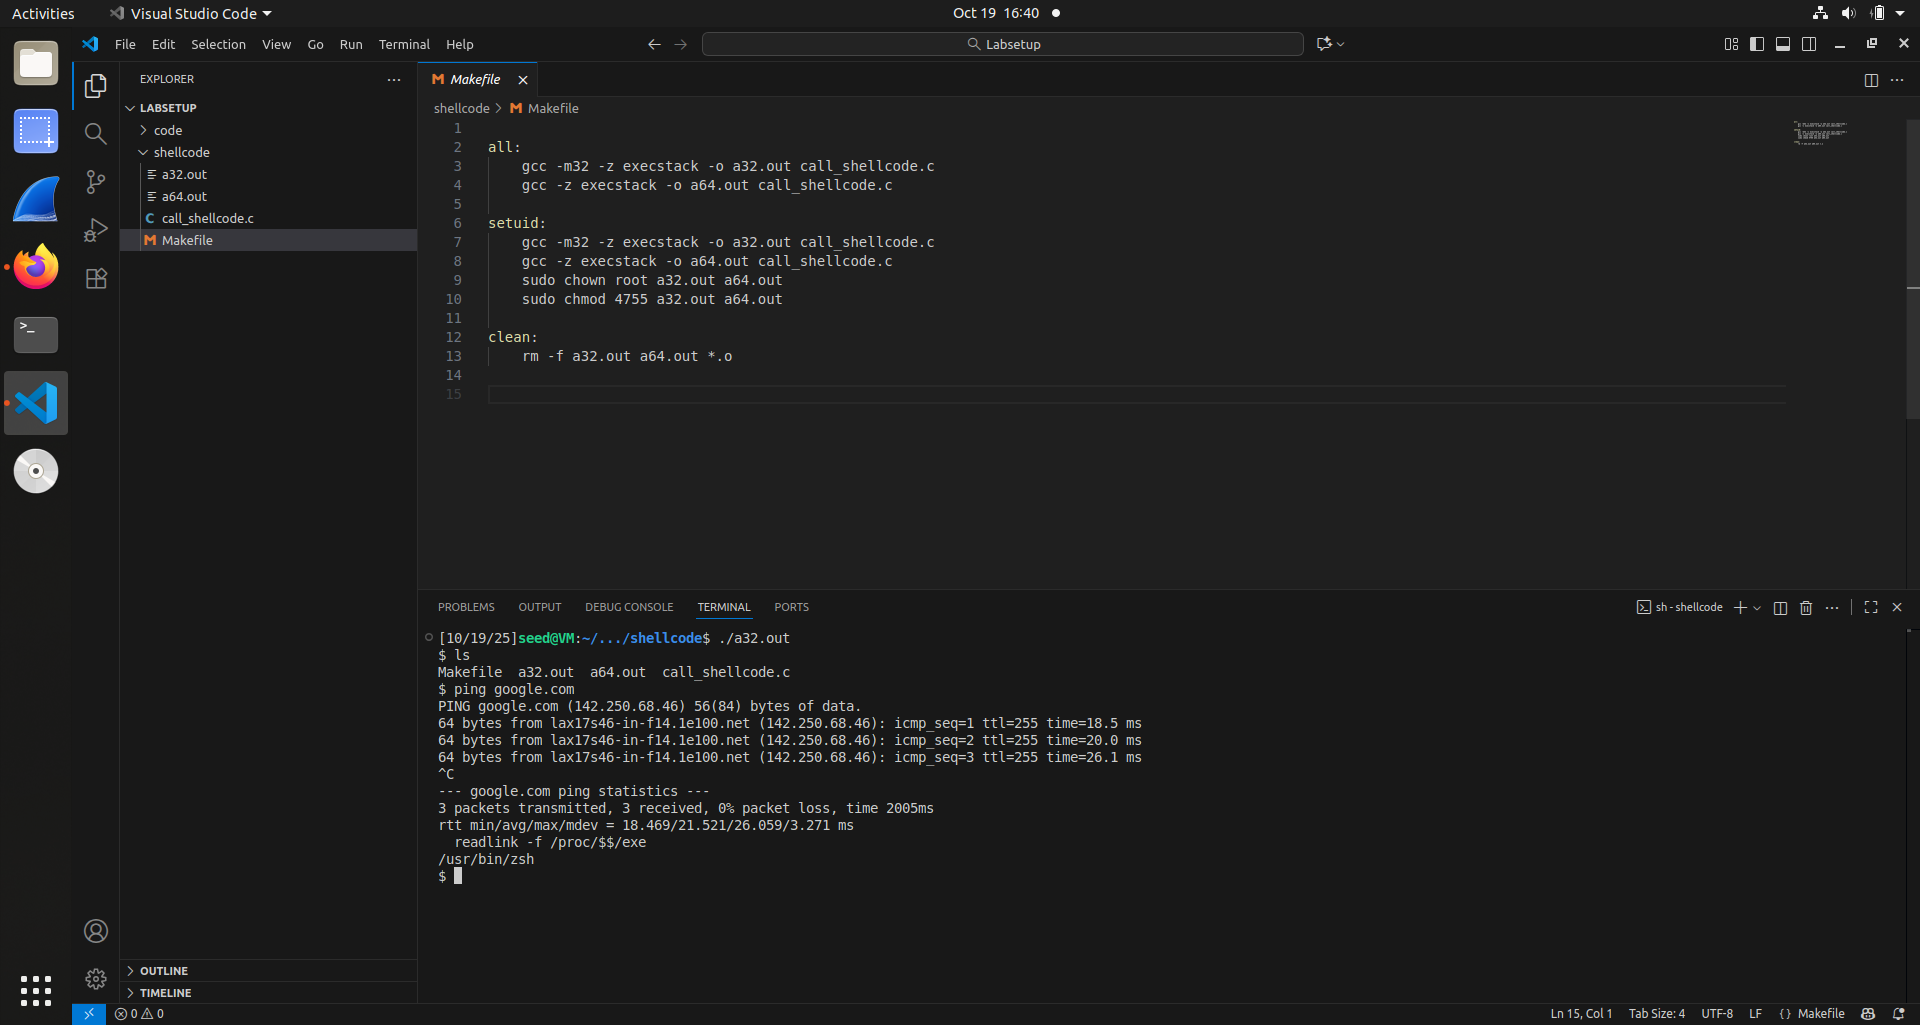 Activities
Visual Studio Code
Oct 19 16:40
File Edit Selection View Go Run Terminal Help
Labsetup
EXPLORER
LABSETUP
code
shellcode
a32.out
a64.out
call_shellcode.c
Makefile
OUTLINE
TIMELINE
Makefile
shellcode > Makefile
1
2 all:
3 gcc -m32 -z execstack -o a32.out call_shellcode.c
4 gcc -z execstack -o a64.out call_shellcode.c
5
6 setuid:
7 gcc -m32 -z execstack -o a32.out call_shellcode.c
8 gcc -z execstack -o a64.out call_shellcode.c
9 sudo chown root a32.out a64.out
10 sudo chmod 4755 a32.out a64.out
11
12 clean:
13 rm -f a32.out a64.out *.o
14
15
PROBLEMS OUTPUT DEBUG CONSOLE TERMINAL PORTS
sh - shellcode
[10/19/25]seed@VM:~/.../shellcode$ ./a32.out
$ ls
Makefile a32.out a64.out call_shellcode.c
$ ping google.com
PING google.com (142.250.68.46) 56(84) bytes of data.
64 bytes from lax17s46-in-f14.1e100.net (142.250.68.46): icmp_seq=1 ttl=255 time=18.5 ms
64 bytes from lax17s46-in-f14.1e100.net (142.250.68.46): icmp_seq=2 ttl=255 time=20.0 ms
64 bytes from lax17s46-in-f14.1e100.net (142.250.68.46): icmp_seq=3 ttl=255 time=26.1 ms
^C
--- google.com ping statistics ---
3 packets transmitted, 3 received, 0% packet loss, time 2005ms
rtt min/avg/max/mdev = 18.469/21.521/26.059/3.271 ms
readlink -f /proc/$$/exe
/usr/bin/zsh
$
0 0
Ln 15, Col 1 Tab Size: 4 UTF-8 LF {} Makefile